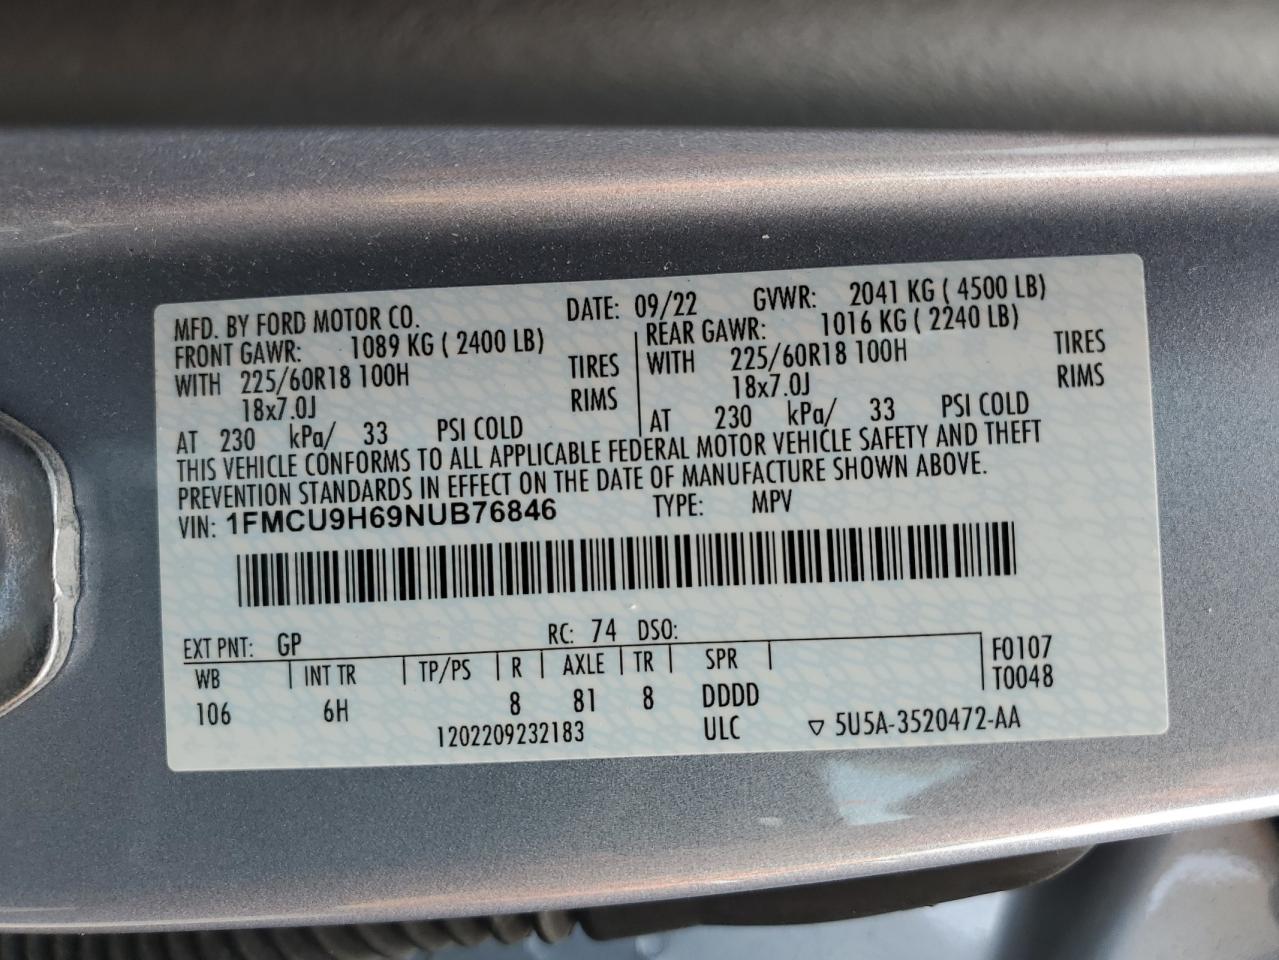 MFD. BY FORD MOTOR CO. DATE: 09/22 GVWR: 2041 KG ( 4500 LB)
FRONT GAWR: 1089 KG ( 2400 LB) REAR GAWR: 1016 KG ( 2240 LB)
WITH 225/60R18 100H TIRES WITH 225/60R18 100H TIRES
18x7.0J RIMS 18x7.0J RIMS
AT 230 kPa/ 33 PSI COLD AT 230 kPa/ 33 PSI COLD
THIS VEHICLE CONFORMS TO ALL APPLICABLE FEDERAL MOTOR VEHICLE SAFETY AND THEFT
PREVENTION STANDARDS IN EFFECT ON THE DATE OF MANUFACTURE SHOWN ABOVE.
VIN: 1FMCU9H69NUB76846 TYPE: MPV
EXT PNT: GP RC: 74 DSO:
WB INT TR TP/PS R AXLE TR SPR F0107
106 6H 8 81 8 DDDD T0048
1202209232183 ULC ▽ 5U5A-3520472-AA